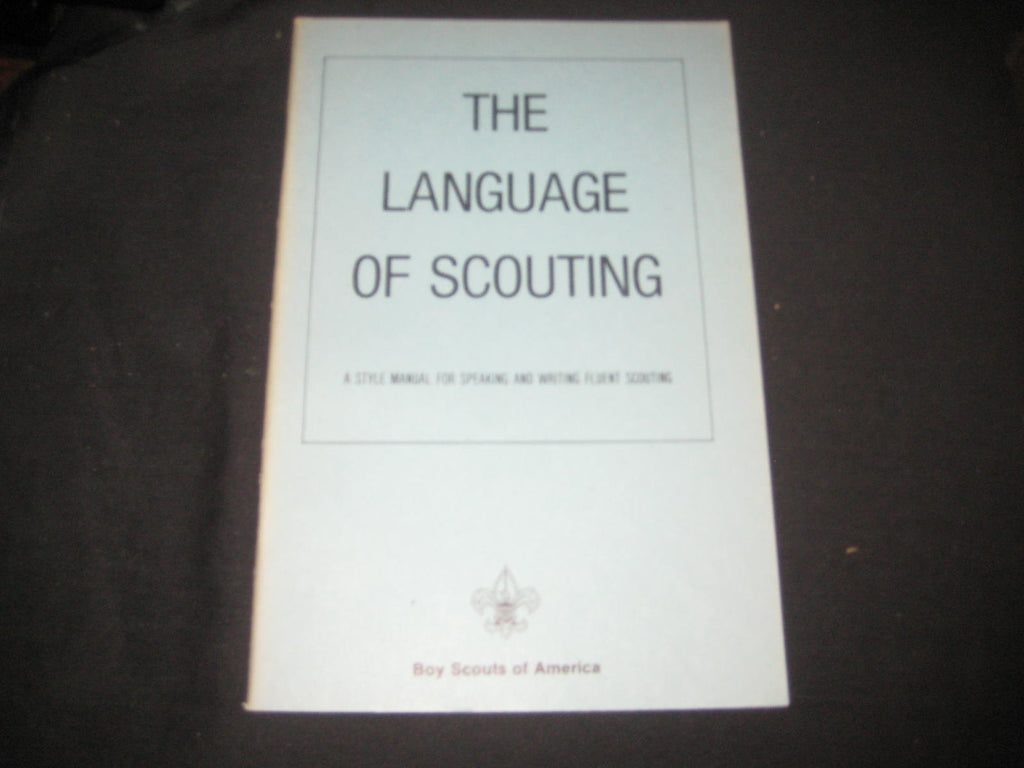 THE
LANGUAGE
OF SCOUTING
A STYLE MANUAL FOR SPEAKING AND WRITING FLUENT SCOUTING
Boy Scouts of America